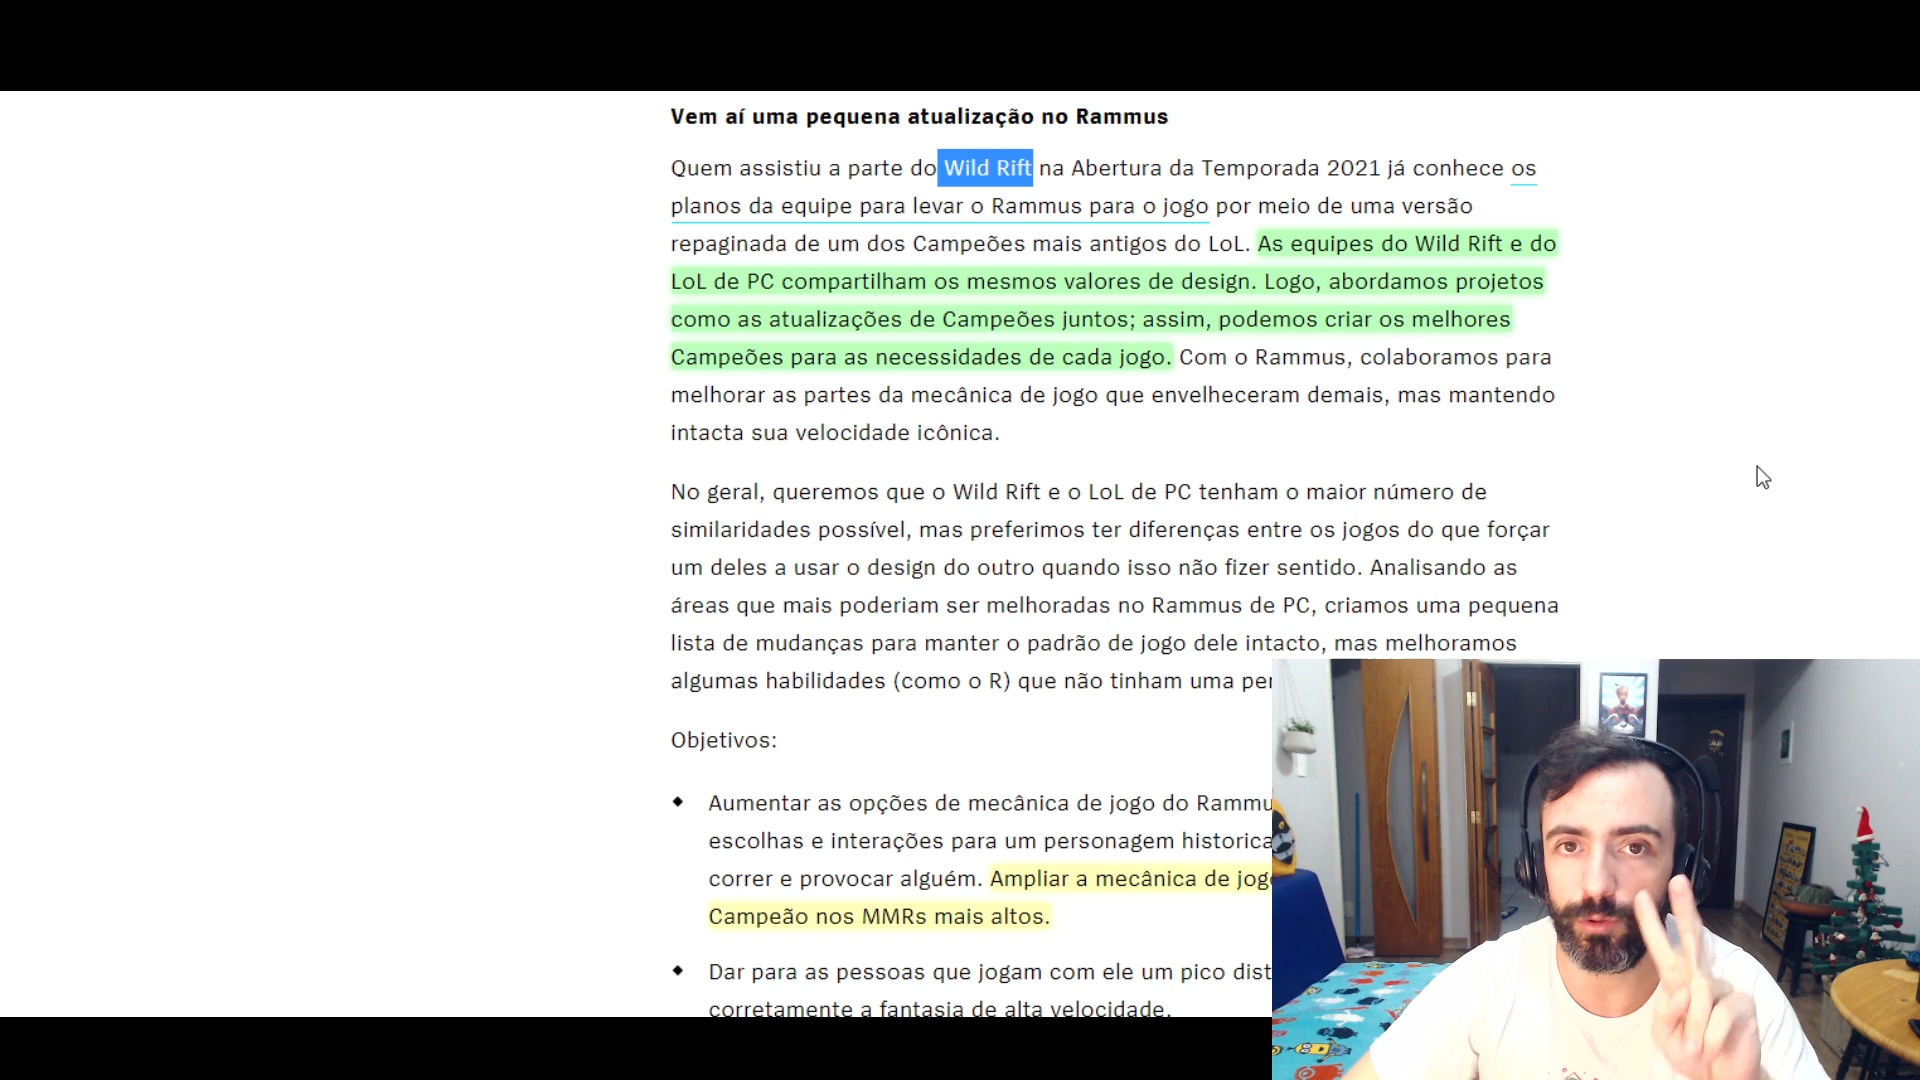 Vem aí uma pequena atualização no Rammus
Quem assistiu a parte do Wild Rift na Abertura da Temporada 2021 já conhece os
planos da equipe para levar o Rammus para o jogo por meio de uma versão
repaginada de um dos Campeões mais antigos do LoL. As equipes do Wild Rift e do
LoL de PC compartilham os mesmos valores de design. Logo, abordamos projetos
como as atualizações de Campeões juntos; assim, podemos criar os melhores
Campeões para as necessidades de cada jogo. Com o Rammus, colaboramos para
melhorar as partes da mecânica de jogo que envelheceram demais, mas mantendo
intacta sua velocidade icônica.
No geral, queremos que o Wild Rift e o LoL de PC tenham o maior número de
similaridades possível, mas preferimos ter diferenças entre os jogos do que forçar
um deles a usar o design do outro quando isso não fizer sentido. Analisando as
áreas que mais poderiam ser melhoradas no Rammus de PC, criamos uma pequena
lista de mudanças para manter o padrão de jogo dele intacto, mas melhoramos
algumas habilidades (como o R) que não tinham uma
Objetivos:
Aumentar as opções de mecânica de jogo do
escolhas e interações para um personagem
correr e provocar alguém. Ampliar a mecânica de
Campeão nos MMRs mais altos.
Dar para as pessoas que jogam com ele um pico
corretamente a fantasia de alta velocidade.